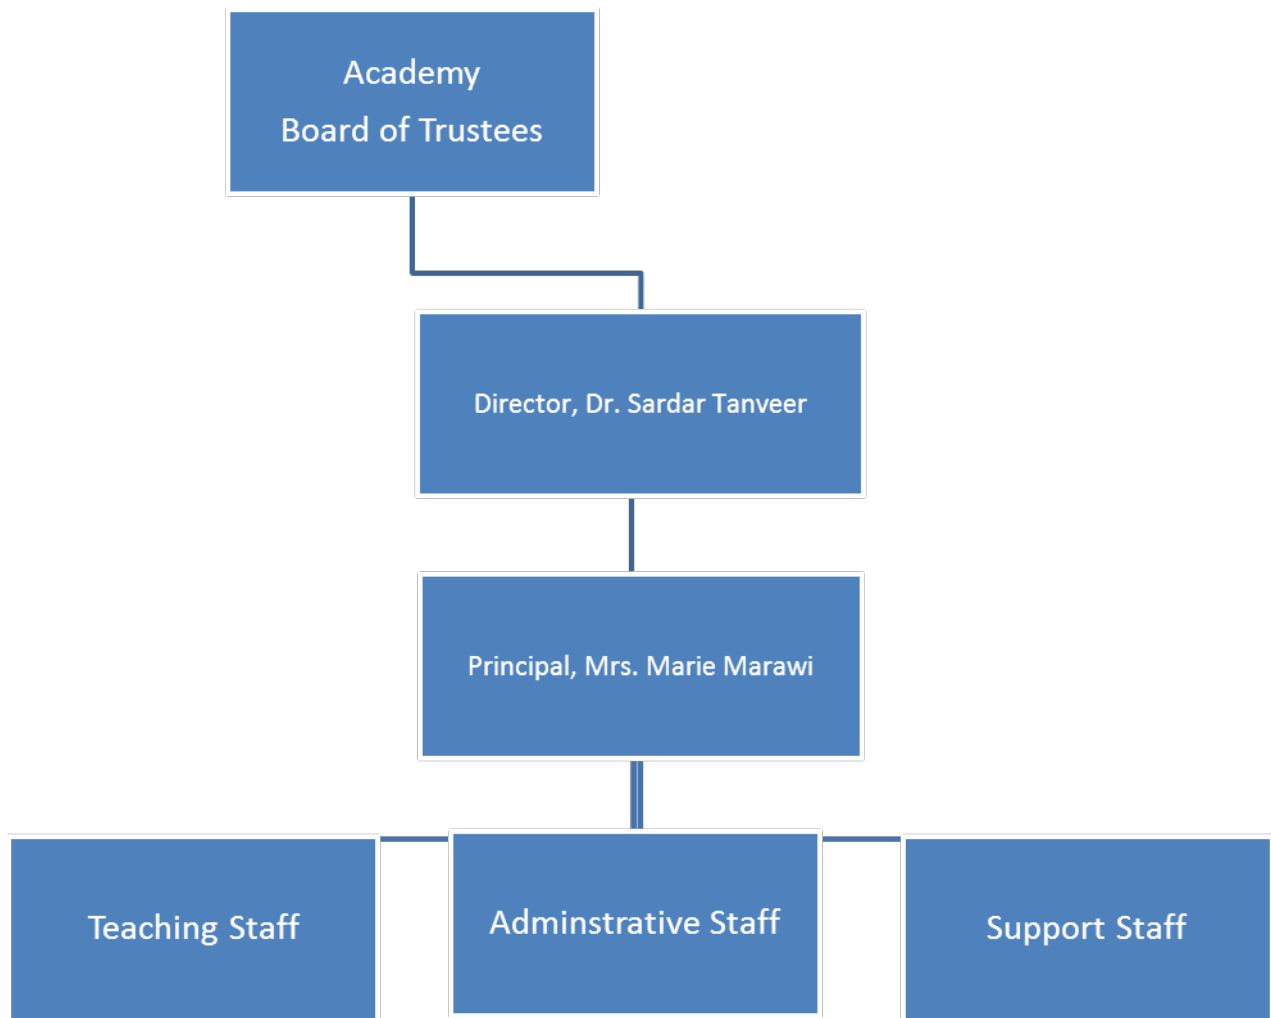 Academy
Board of Trustees
Director, Dr. Sardar Tanveer
Principal, Mrs. Marie Marawi
Teaching Staff
Adminstrative Staff
Support Staff